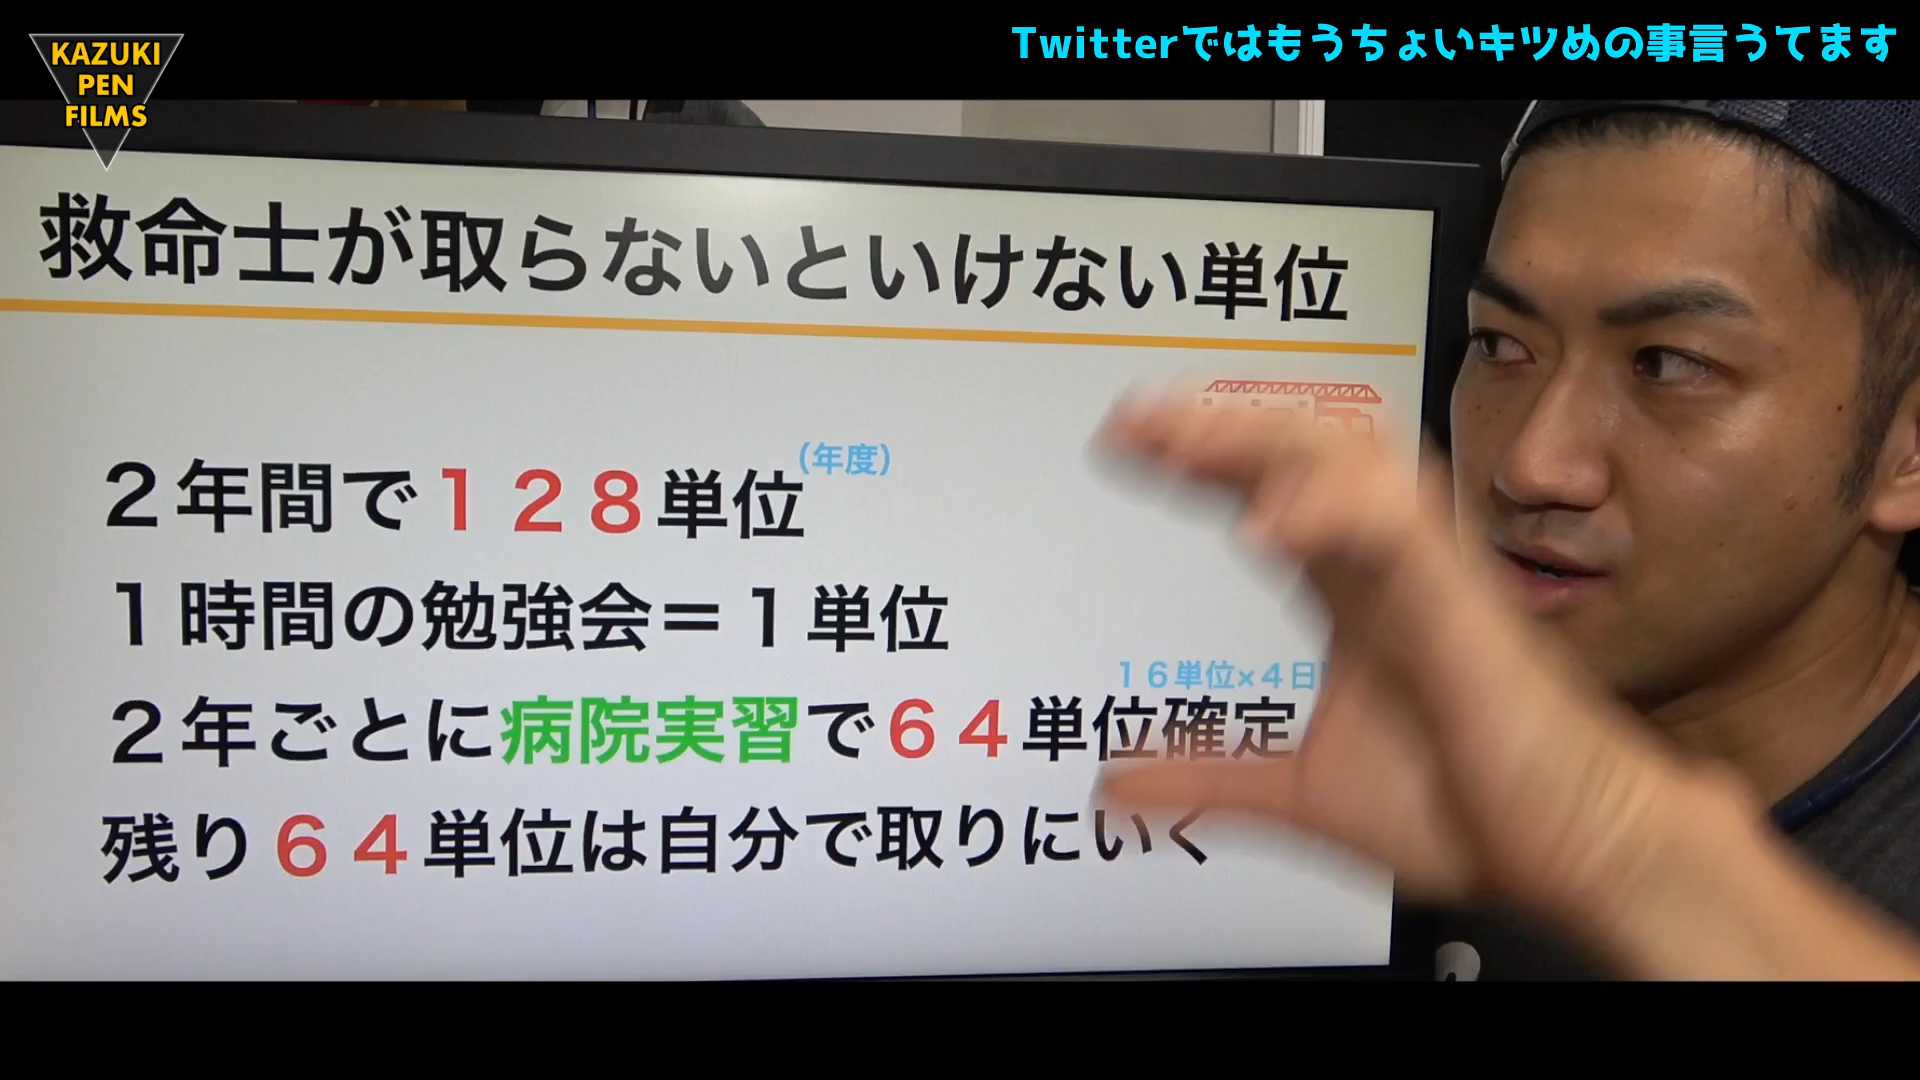 KAZUKI
PEN
FILMS
Twitterではもうちょいキツめの事言うてます
救命士が取らないといけない単位
２年間で１２８単位
（年度）
１時間の勉強会＝１単位
１６単位×４日
２年ごとに病院実習で６４単位確定
残り６４単位は自分で取りにいく